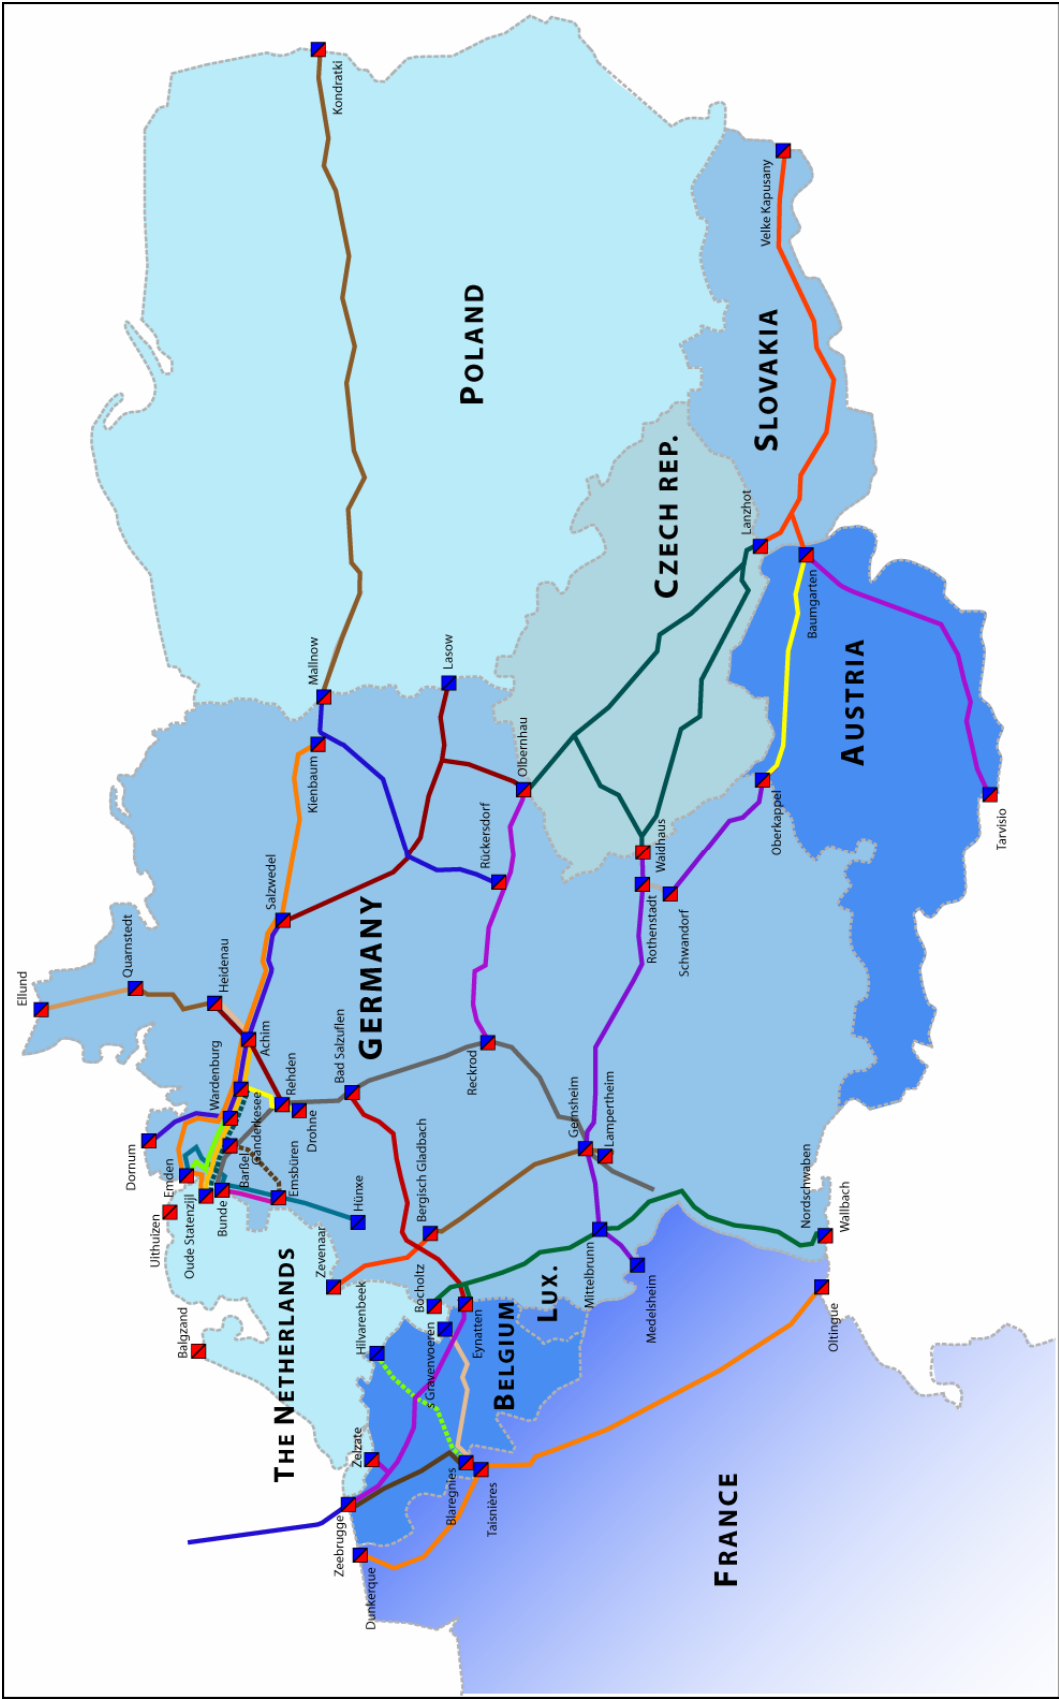 Kondratki
Velke Kapusany
POLAND
SLOVAKIA
CZECH REP.
Lanzhot
Baumgarten
Mallnow
Lasow
AUSTRIA
Olbernhau
Kienbaum
Rückersdorf
Waidhaus
Oberkappel
Tarvisio
Salzwedel
Rothenstadt
Schwandorf
Ellund
Quarnstedt
Heidenau
GERMANY
Achim
Wardenburg
Bad Salzuflen
Reckrod
Rehden
Ganderkesee
Drohne
Dornum
Gernsheim
Lampertheim
Barßel
Emden
Emsbüren
Bergisch Gladbach
Hünxe
Uithuizen
Oude Statenzijl
Bunde
Nordschwaben
Wallbach
Zevenaar
Mittelbrunn
Medelsheim
Bocholtz
LUX.
Eynatten
Oltingue
Balgzand
Hilvarenbeek
's Gravenvoeren
BELGIUM
THE NETHERLANDS
Zelzate
Blaregnies
Taisnières
Zeebrugge
Dunkerque
FRANCE